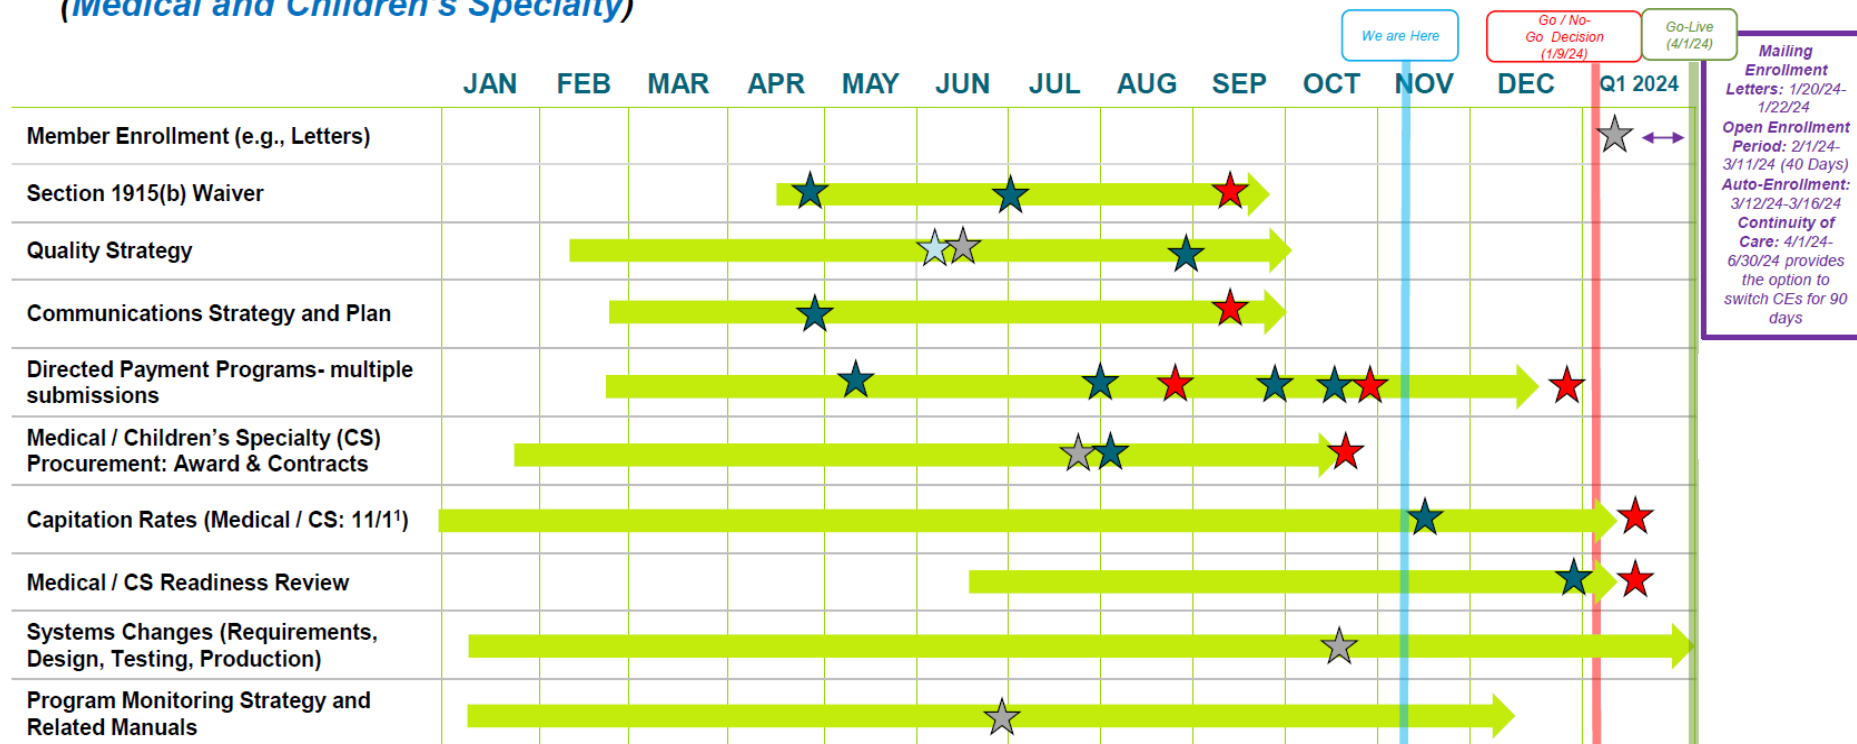 (Medical and Children's Specialty)
We are Here
Go / No-
Go Decision
(1/9/24)
Go-Live
(4/1/24)
JAN FEB MAR APR MAY JUN JUL AUG SEP OCT NOV DEC Q1 2024
Mailing
Enrollment
Letters: 1/20/24-
1/22/24
Open Enrollment
Period: 2/1/24-
3/11/24 (40 Days)
Auto-Enrollment:
3/12/24-3/16/24
Continuity of
Care: 4/1/24-
6/30/24 provides
the option to
switch CEs for 90
days
Member Enrollment (e.g., Letters)
Section 1915(b) Waiver
Quality Strategy
Communications Strategy and Plan
Directed Payment Programs- multiple
submissions
Medical / Children's Specialty (CS)
Procurement: Award & Contracts
Capitation Rates (Medical / CS: 11/1¹)
Medical / CS Readiness Review
Systems Changes (Requirements,
Design, Testing, Production)
Program Monitoring Strategy and
Related Manuals